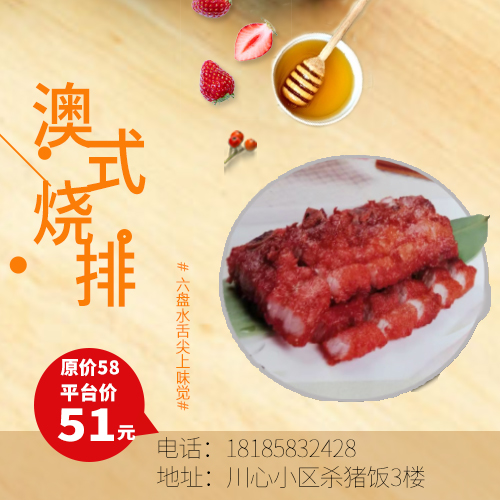 澳式烧排
#六盘水舌尖上味觉#
原价58
平台价
51元
电话：18185832428
地址：川心小区杀猪饭3楼